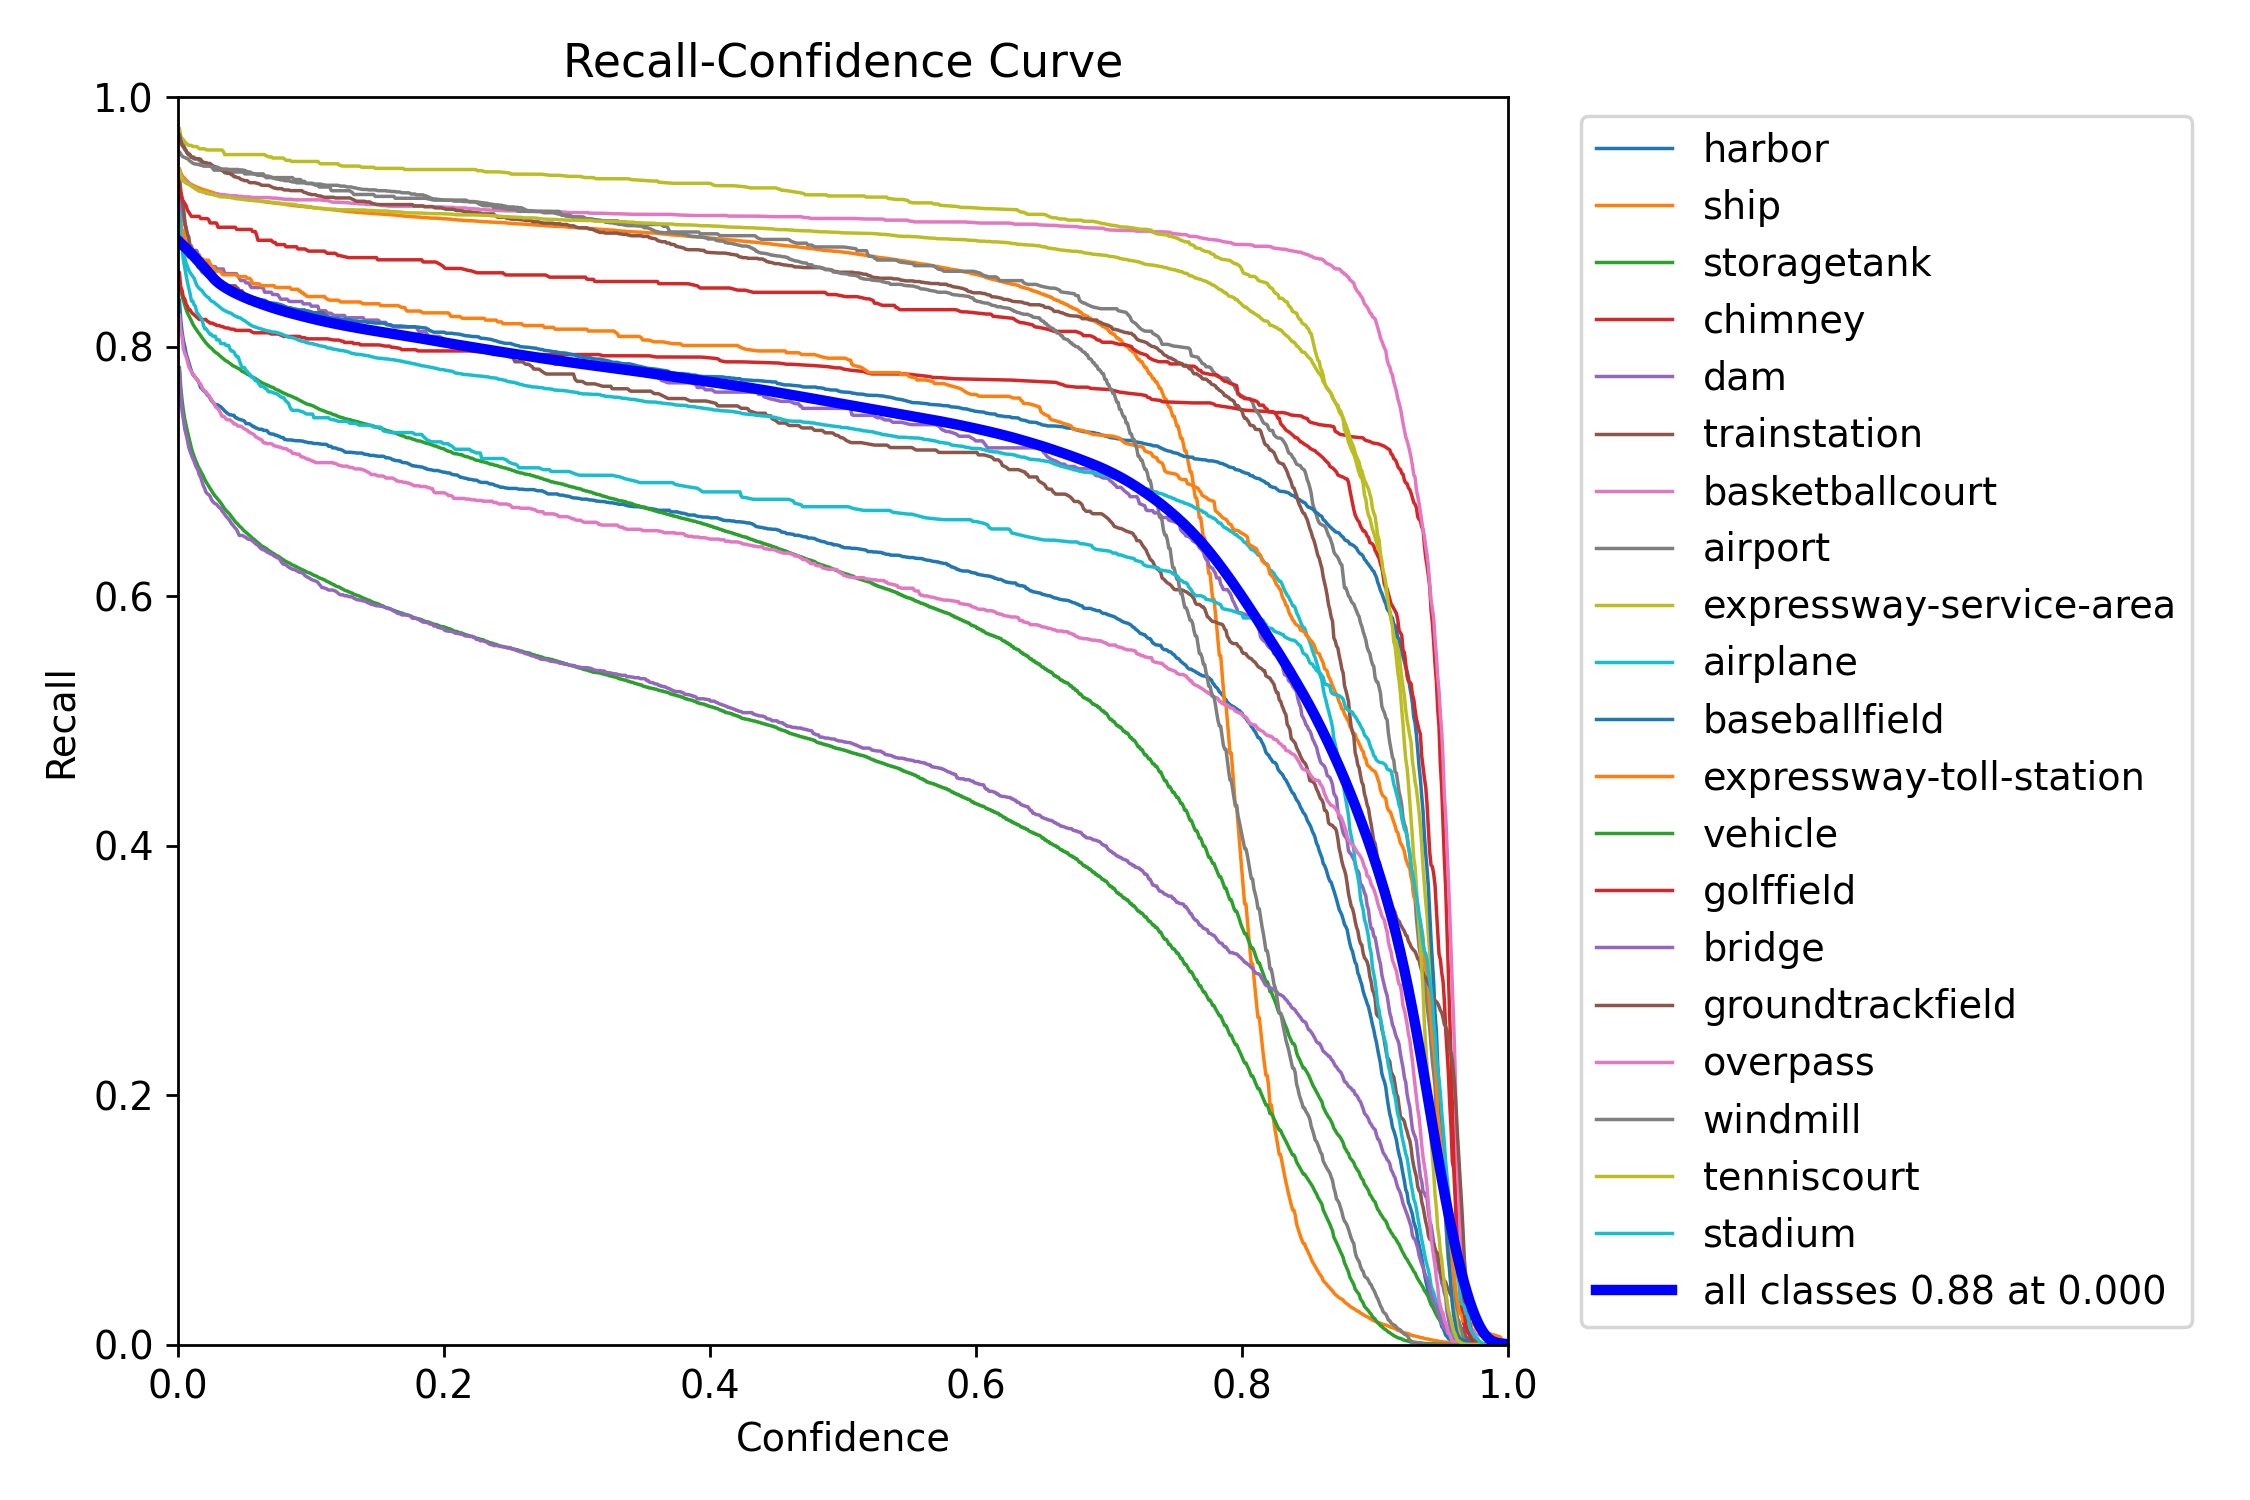 Recall-Confidence Curve
1.0
0.8
0.6
0.4
0.2
0.0
Recall
0.0 0.2 0.4 0.6 0.8 1.0
Confidence
harbor
ship
storagetank
chimney
dam
trainstation
basketballcourt
airport
expressway-service-area
airplane
baseballfield
expressway-toll-station
vehicle
golffield
bridge
groundtrackfield
overpass
windmill
tenniscourt
stadium
all classes 0.88 at 0.000